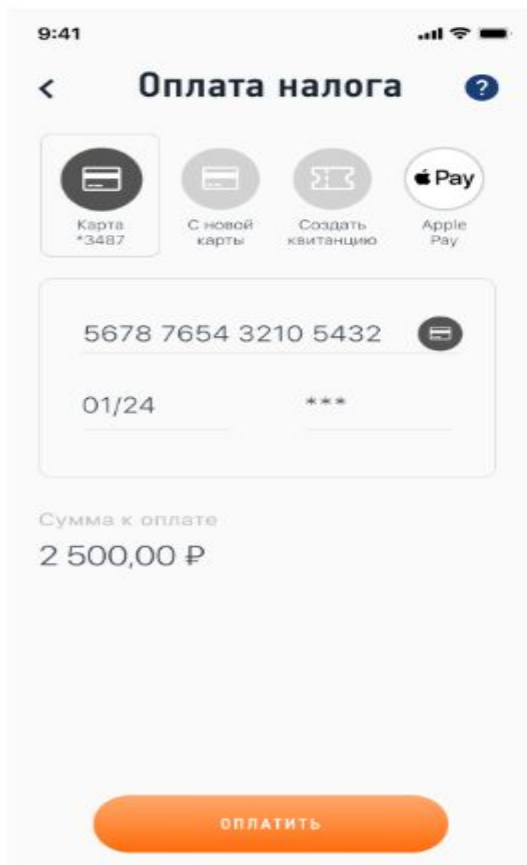 9:41
Оплата налога
?
Карта
*3487
С новой
карты
Создать
квитанцию
Pay
Apple
Pay
5678 7654 3210 5432
01/24
***
Сумма к оплате
2 500,00 ₽
ОПЛАТИТЬ